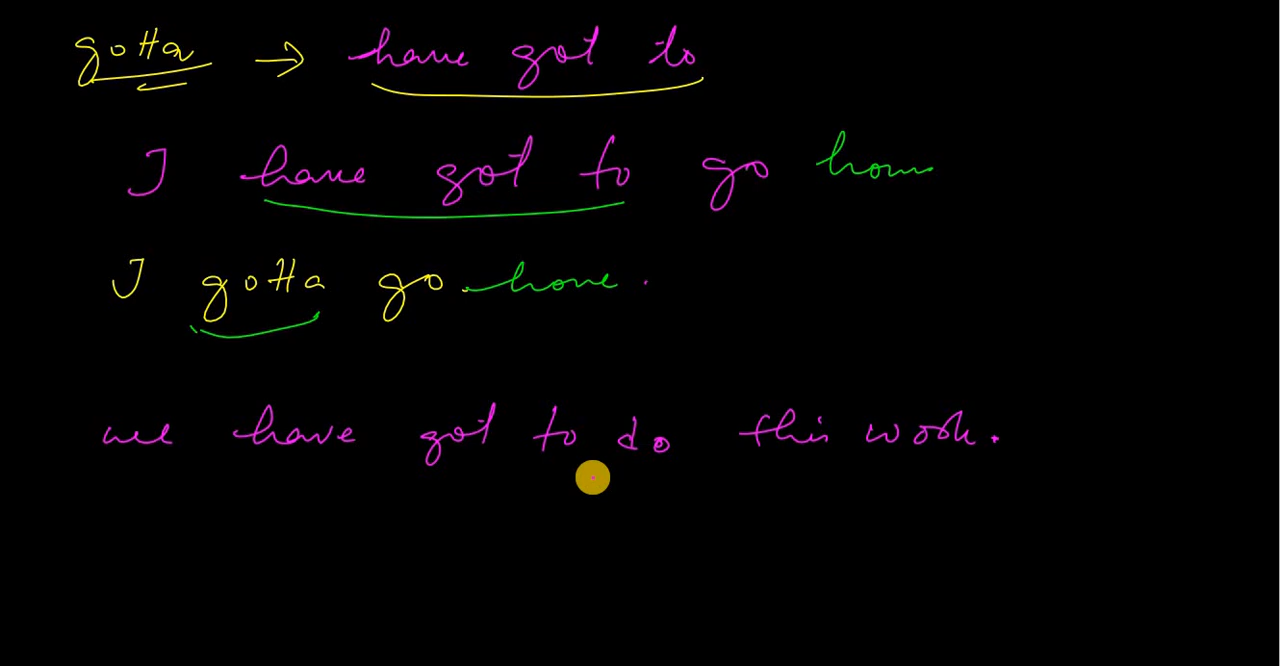 gotta → have got to
I have got to go home
I gotta go home.
we have got to do this work.